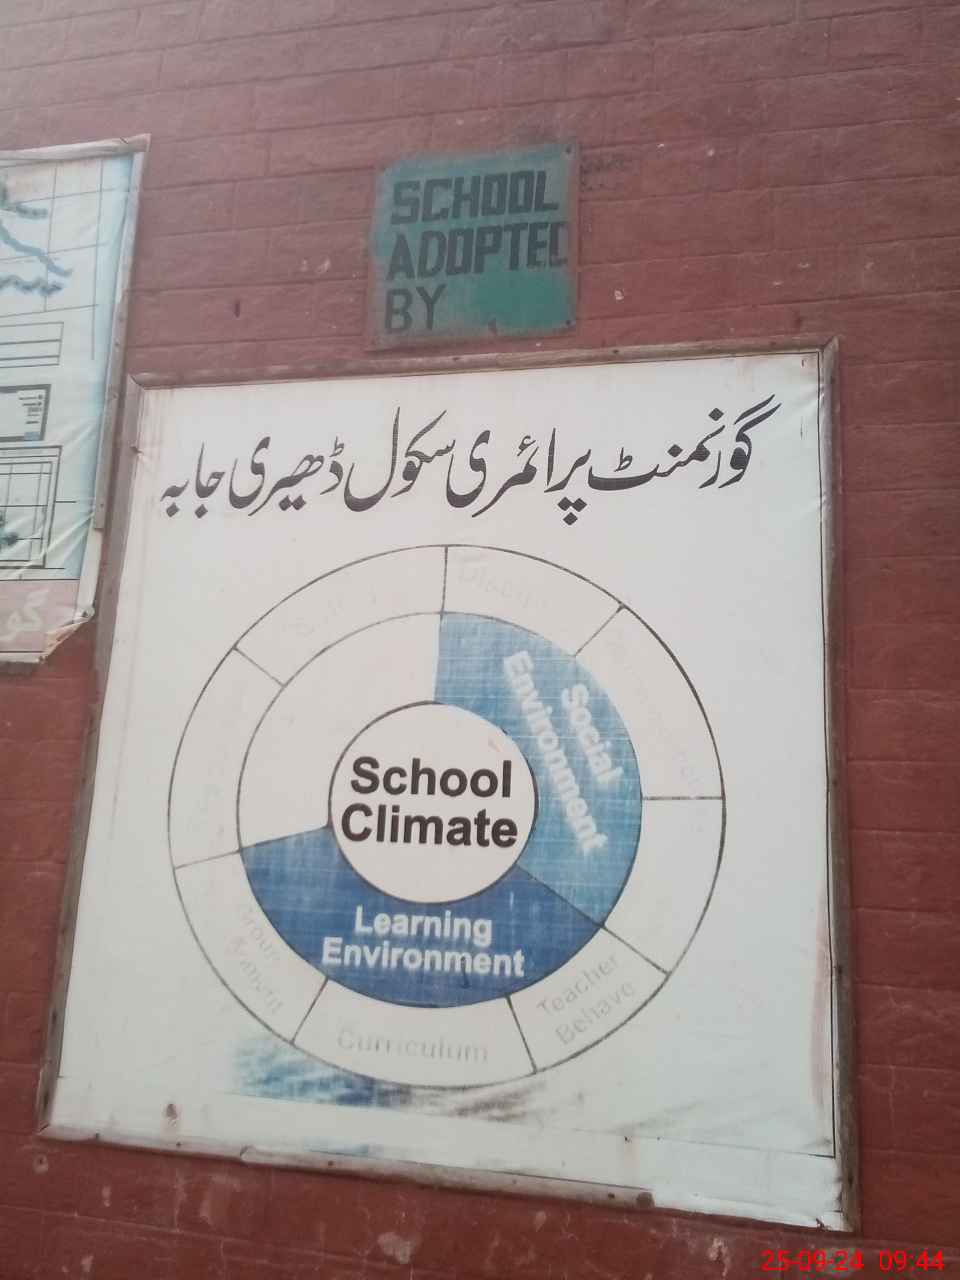 SCHOOL
ADOPTED
BY
گورنمنٹ پرائمری سکول ڈھیری جابہ
Social
Environment
School
Climate
Learning
Environment
Teacher
Behave
Curriculum
25-09-24 09:44